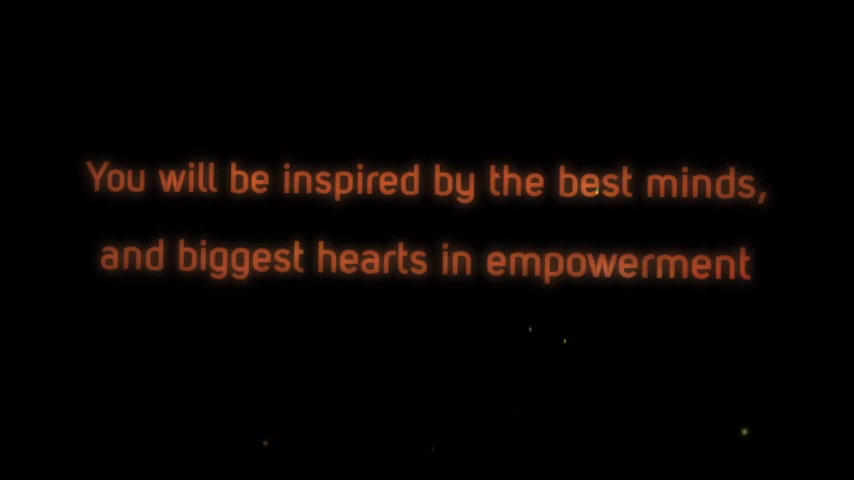 You will be inspired by the best minds,
and biggest hearts in empowerment